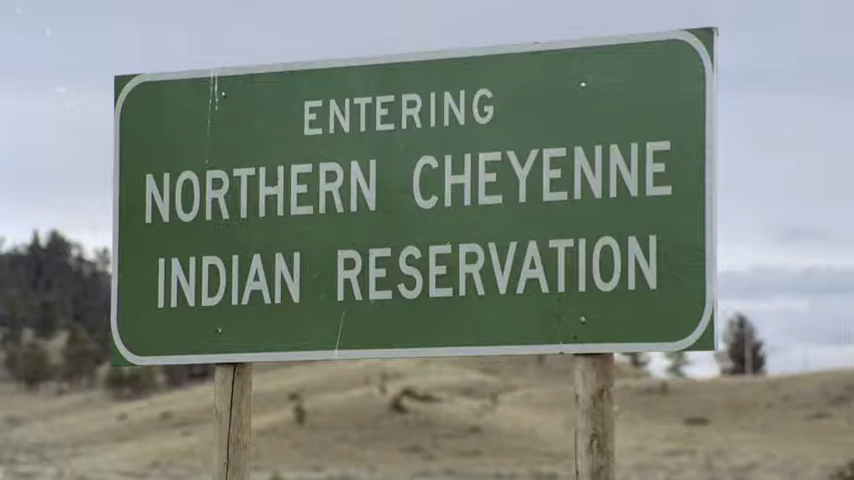 ENTERING
NORTHERN CHEYENNE
INDIAN RESERVATION